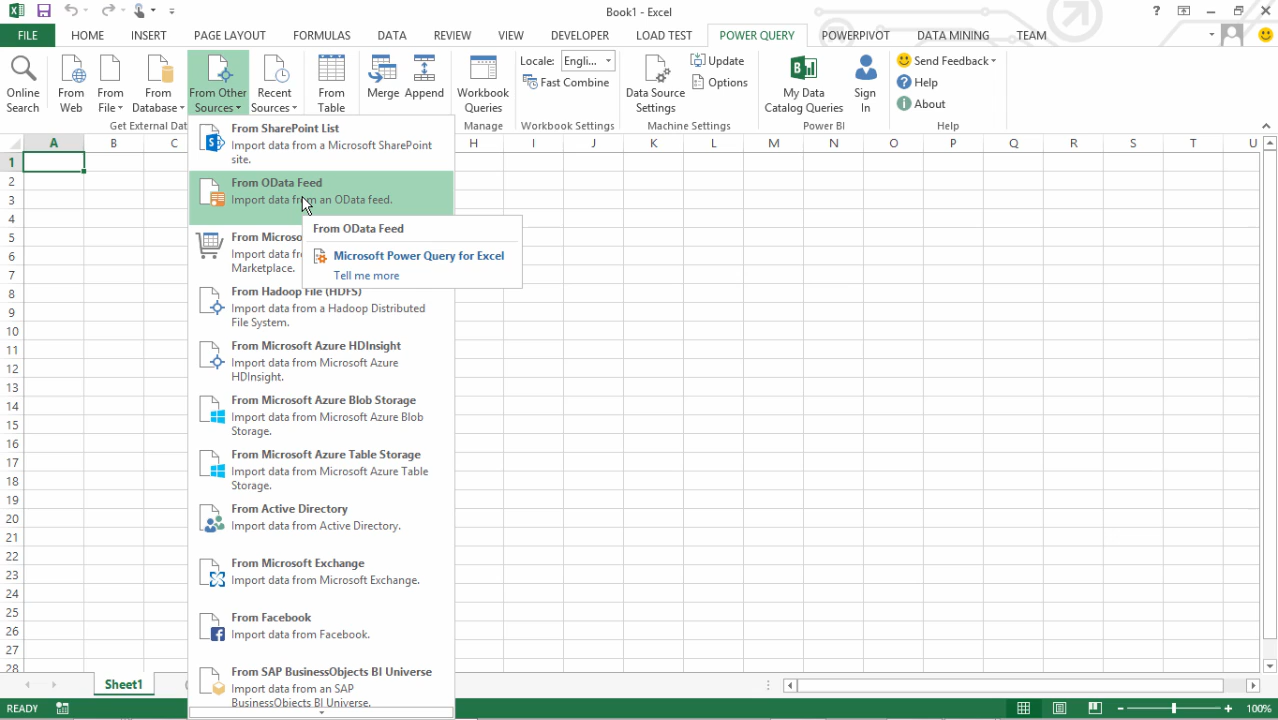 Book1 - Excel
FILE HOME INSERT PAGE LAYOUT FORMULAS DATA REVIEW VIEW DEVELOPER LOAD TEST POWER QUERY POWERPIVOT DATA MINING TEAM
Online Search
From Web
From File
From Database
From Other Sources
Recent Sources
From Table
Merge
Append
Workbook Queries
Locale: Engli...
Fast Combine
Data Source Settings
Update
Options
My Data Catalog Queries
Sign In
Send Feedback
Help
About
Get External Dat
Manage
Workbook Settings
Machine Settings
Power BI
Help
A B C H I J K L M N O P Q R S T U
1
2
3
4
5
6
7
8
9
10
11
12
13
14
15
16
17
18
19
20
21
22
23
24
25
26
27
28
From SharePoint List
Import data from a Microsoft SharePoint
site.
From OData Feed
Import data from an OData feed.
From OData Feed
Microsoft Power Query for Excel
Tell me more
From Microso
Import data fro
Marketplace.
From Hadoop File (HDFS)
Import data from a Hadoop Distributed
File System.
From Microsoft Azure HDInsight
Import data from Microsoft Azure
HDInsight.
From Microsoft Azure Blob Storage
Import data from Microsoft Azure Blob
Storage.
From Microsoft Azure Table Storage
Import data from Microsoft Azure Table
Storage.
From Active Directory
Import data from Active Directory.
From Microsoft Exchange
Import data from Microsoft Exchange.
From Facebook
Import data from Facebook.
From SAP BusinessObjects BI Universe
Import data from an SAP
BusinessObjects BI Universe.
Sheet1
READY
100%